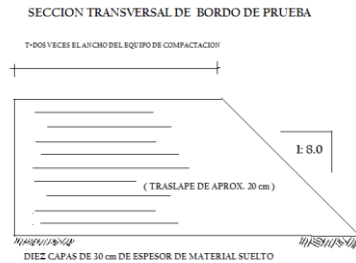 SECCION TRANSVERSAL DE BORDO DE PRUEBA
T=DOS VECES EL ANCHO DEL EQUIPO DE COMPACTACION
1: 8.0
( TRASLAPE DE APROX. 20 cm )
DIEZ CAPAS DE 30 cm DE ESPESOR DE MATERIAL SUELTO